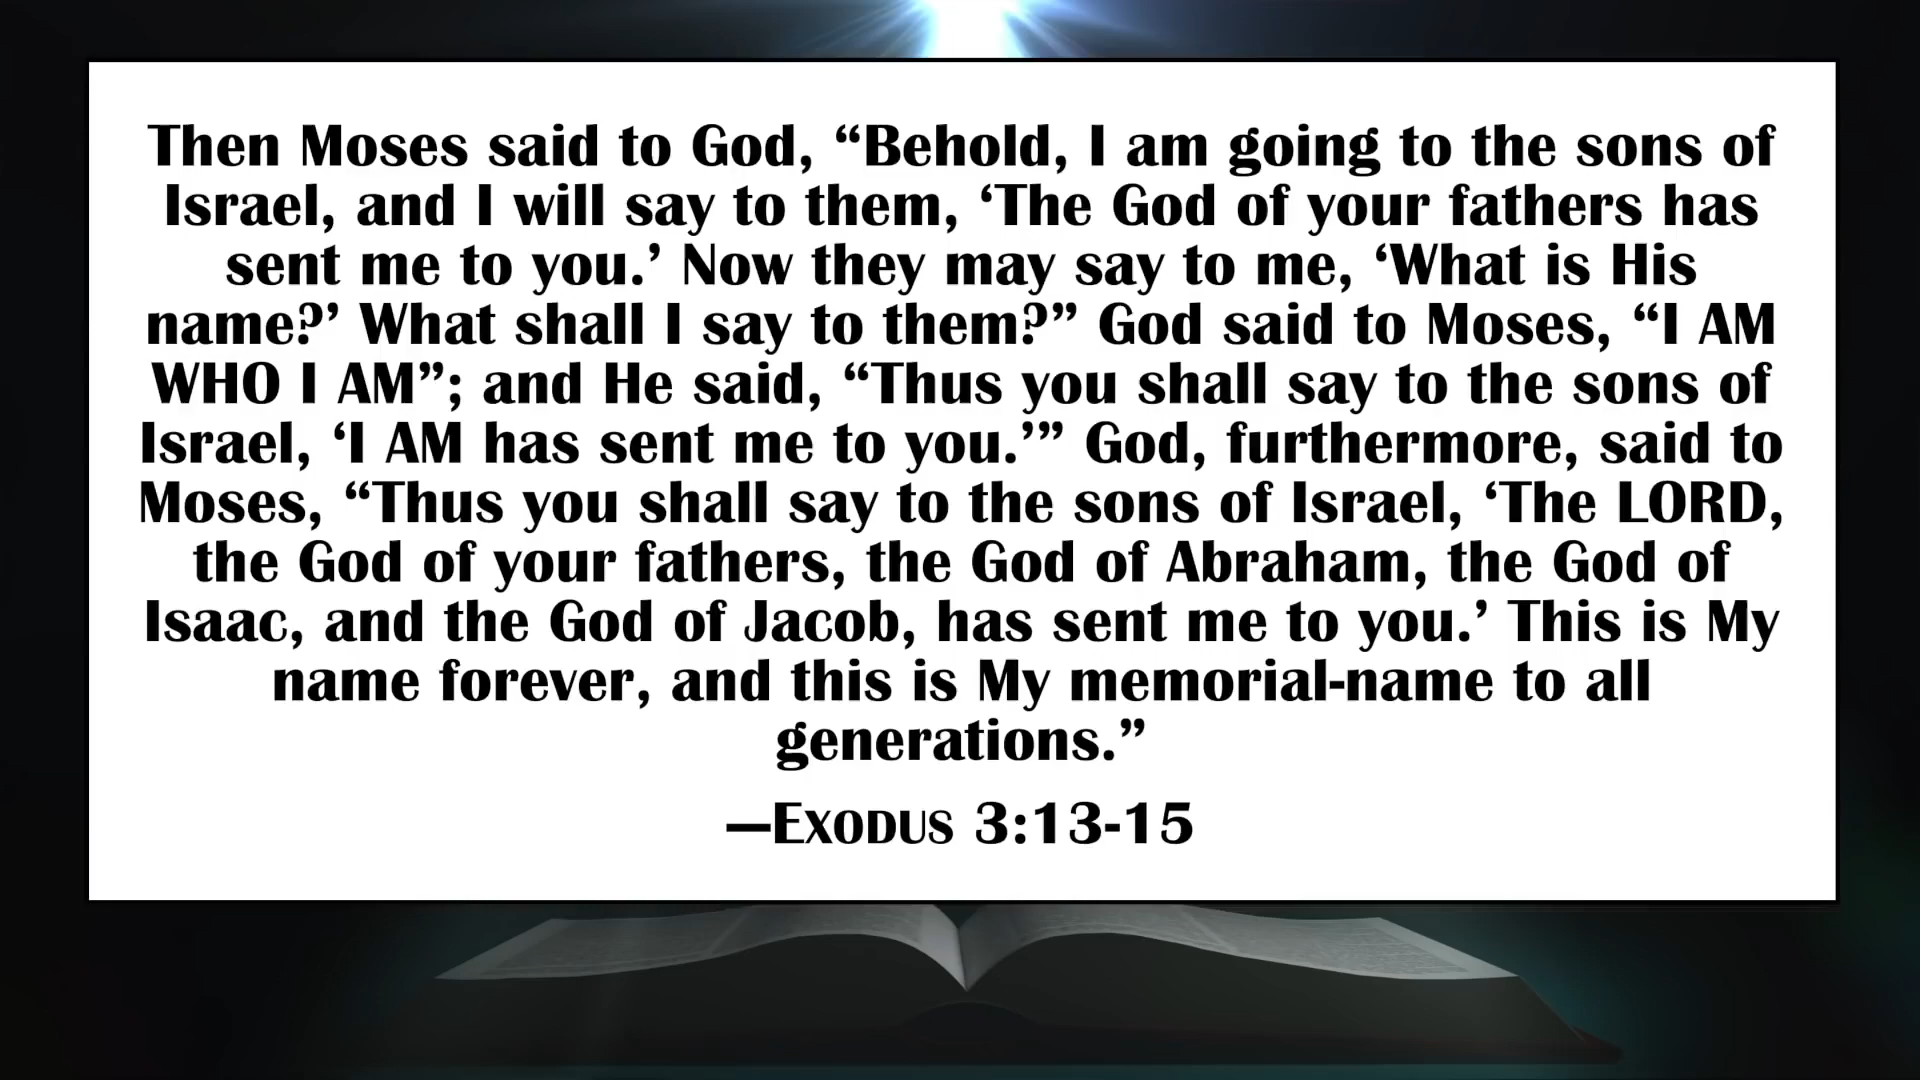 Then Moses said to God, “Behold, I am going to the sons of
Israel, and I will say to them, ‘The God of your fathers has
sent me to you.’ Now they may say to me, ‘What is His
name?’ What shall I say to them?” God said to Moses, “I AM
WHO I AM”; and He said, “Thus you shall say to the sons of
Israel, ‘I AM has sent me to you.’” God, furthermore, said to
Moses, “Thus you shall say to the sons of Israel, ‘The LORD,
the God of your fathers, the God of Abraham, the God of
Isaac, and the God of Jacob, has sent me to you.’ This is My
name forever, and this is My memorial-name to all
generations.”
—EXODUS 3:13-15